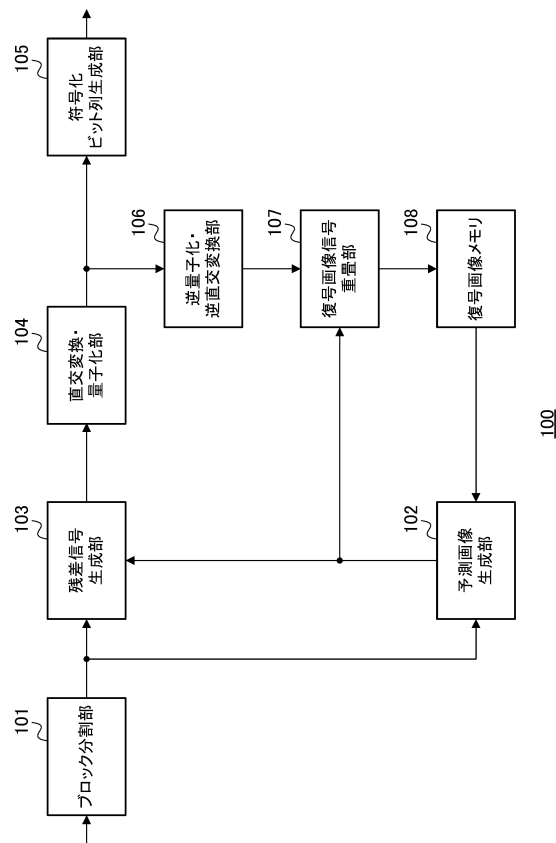 101
ブロック分割部
103
残差信号
生成部
104
直交変換・
量子化部
105
符号化
ビット列生成部
106
逆量子化・
逆直交変換部
107
復号画像信号
重畳部
102
予測画像
生成部
108
復号画像メモリ
100